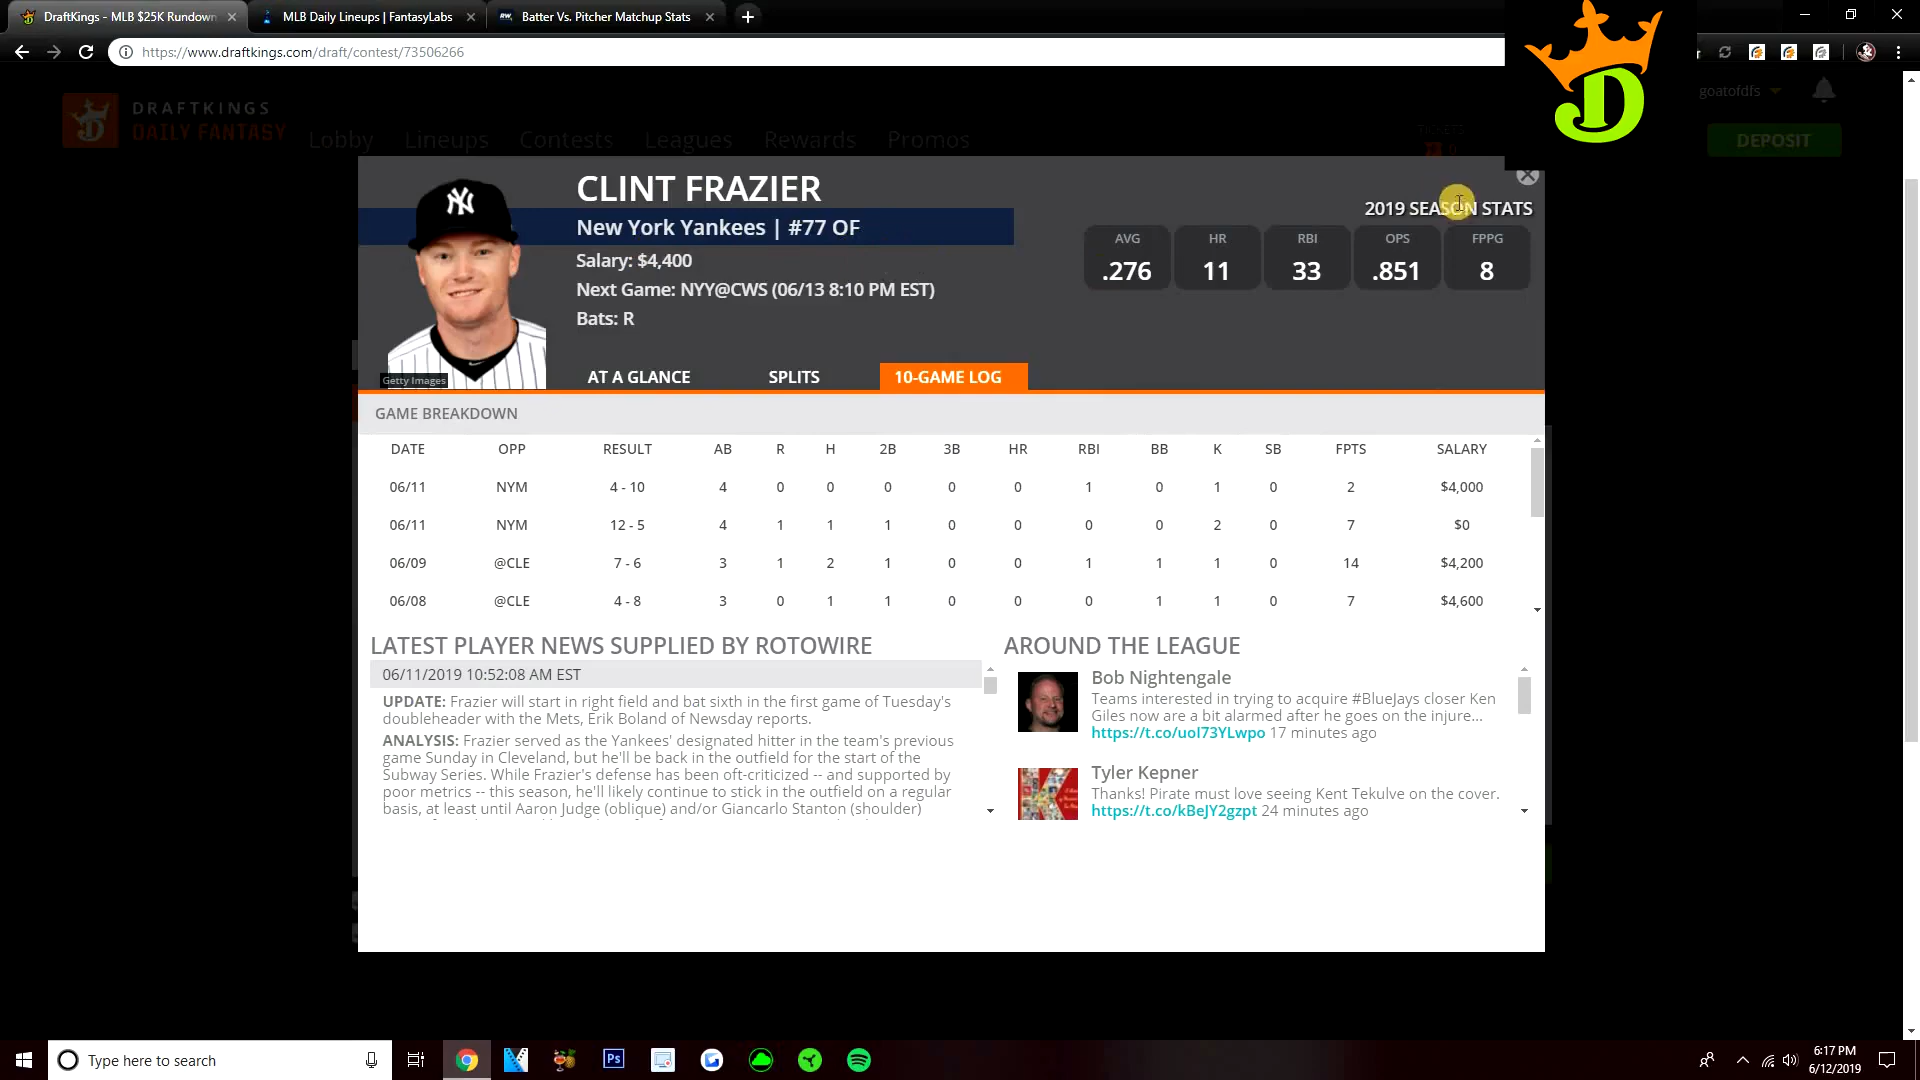 DraftKings - MLB $25K Rundown
MLB Daily Lineups | FantasyLabs
Batter Vs. Pitcher Matchup Stats
https://www.draftkings.com/draft/contest/73506266
DRAFTKINGS
DAILY FANTASY
Lobby Lineups Contests Leagues Rewards Promos
goatofdfs
DEPOSIT
D
CLINT FRAZIER
New York Yankees | #77 OF
Salary: $4,400
Next Game: NYY@CWS (06/13 8:10 PM EST)
Bats: R
2019 SEASON STATS
AVG HR RBI OPS FPPG
.276 11 33 .851 8
Getty Images
AT A GLANCE SPLITS 10-GAME LOG
GAME BREAKDOWN
DATE OPP RESULT AB R H 2B 3B HR RBI BB K SB FPTS SALARY
06/11 NYM 4 - 10 4 0 0 0 0 0 1 0 1 0 2 $4,000
06/11 NYM 12 - 5 4 1 1 1 0 0 0 0 2 0 7 $0
06/09 @CLE 7 - 6 3 1 2 1 0 0 1 1 1 0 14 $4,200
06/08 @CLE 4 - 8 3 0 1 1 0 0 0 1 1 0 7 $4,600
LATEST PLAYER NEWS SUPPLIED BY ROTOWIRE
06/11/2019 10:52:08 AM EST
UPDATE: Frazier will start in right field and bat sixth in the first game of Tuesday's
doubleheader with the Mets, Erik Boland of Newsday reports.
ANALYSIS: Frazier served as the Yankees' designated hitter in the team's previous
game Sunday in Cleveland, but he'll be back in the outfield for the start of the
Subway Series. While Frazier's defense has been oft-criticized -- and supported by
poor metrics -- this season, he'll likely continue to stick in the outfield on a regular
basis, at least until Aaron Judge (oblique) and/or Giancarlo Stanton (shoulder)
AROUND THE LEAGUE
Bob Nightengale
Teams interested in trying to acquire #BlueJays closer Ken
Giles now are a bit alarmed after he goes on the injure...
https://t.co/uoI73YLwpo 17 minutes ago
Tyler Kepner
Thanks! Pirate must love seeing Kent Tekulve on the cover.
https://t.co/kBeJY2gzpt 24 minutes ago
Type here to search
6:17 PM
6/12/2019